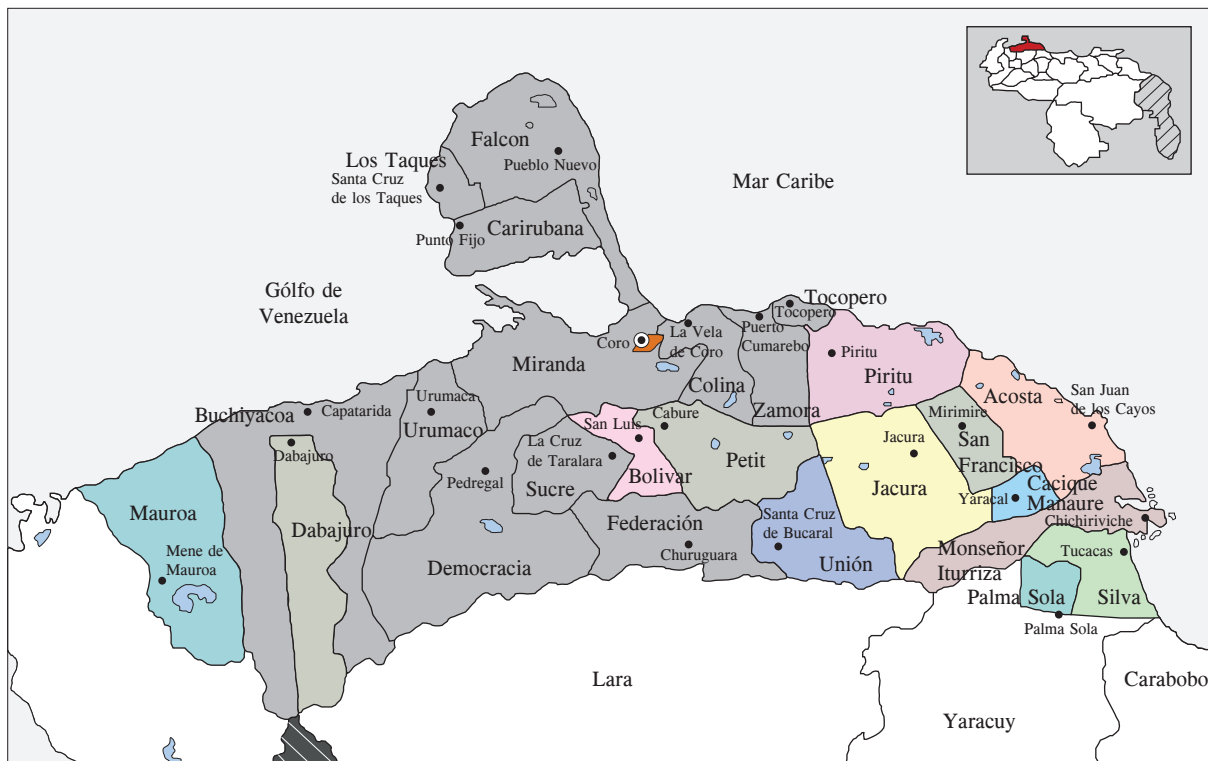 Falcon
Los Taques
Pueblo Nuevo
Santa Cruz
de los Taques
Mar Caribe
Carirubana
Punto Fijo
Gólfo de
Venezuela
Tocopero
Tocopero
Puerto
Cumarebo
La Vela
de Coro
Coro
Piritu
Piritu
Miranda
Colina
Zamora
Acosta
San Juan
de los Cayos
Urumaca
Buchiyacoa
Capatarida
Urumaco
San Luis
Cabure
Mirimire
San
Francisco
Jacura
Jacura
La Cruz
de Taralara
Dabajuro
Petit
Bolivar
Pedregal
Sucre
Cacique
Manaure
Yaracal
Mauroa
Dabajuro
Federación
Santa Cruz
de Bucaral
Chichiriviche
Mene de
Mauroa
Churuguara
Monseñor
Iturriza
Tucacas
Democracia
Unión
Palma Sola
Silva
Palma Sola
Lara
Carabobo
Yaracuy